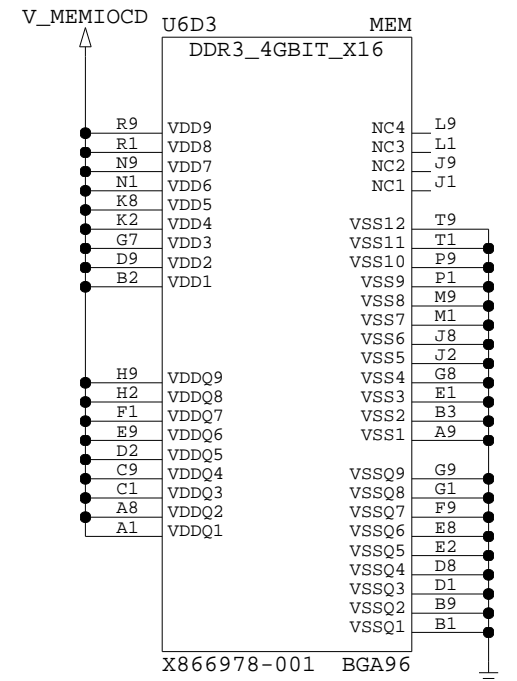 V_MEMIOCD
U6D3 MEM
DDR3_4GBIT_X16
R9 VDD9 NC4 L9
R1 VDD8 NC3 L1
N9 VDD7 NC2 J9
N1 VDD6 NC1 J1
K8 VDD5
K2 VDD4 VSS12 T9
G7 VDD3 VSS11 T1
D9 VDD2 VSS10 P9
B2 VDD1 VSS9 P1
VSS8 M9
VSS7 M1
VSS6 J8
VSS5 J2
H9 VDDQ9 VSS4 G8
H2 VDDQ8 VSS3 E1
F1 VDDQ7 VSS2 B3
E9 VDDQ6 VSS1 A9
D2 VDDQ5
C9 VDDQ4 VSSQ9 G9
C1 VDDQ3 VSSQ8 G1
A8 VDDQ2 VSSQ7 F9
A1 VDDQ1 VSSQ6 E8
VSSQ5 E2
VSSQ4 D8
VSSQ3 D1
VSSQ2 B9
VSSQ1 B1
X866978-001 BGA96